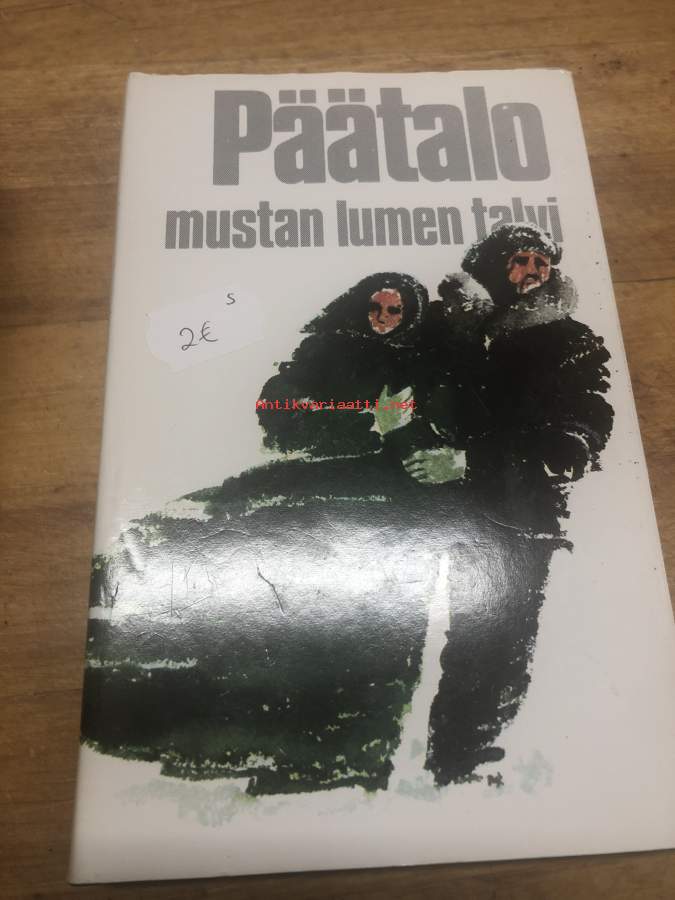 Päätalo
mustan lumen talvi
s
2€
Antikvariaatti.net